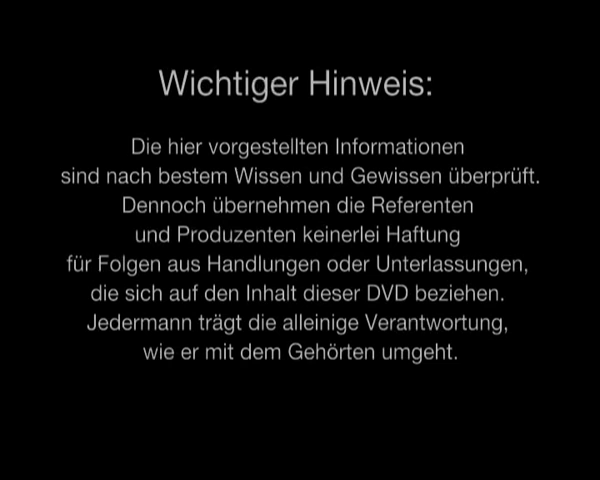 Wichtiger Hinweis:
Die hier vorgestellten Informationen
sind nach bestem Wissen und Gewissen überprüft.
Dennoch übernehmen die Referenten
und Produzenten keinerlei Haftung
für Folgen aus Handlungen oder Unterlassungen,
die sich auf den Inhalt dieser DVD beziehen.
Jedermann trägt die alleinige Verantwortung,
wie er mit dem Gehörten umgeht.